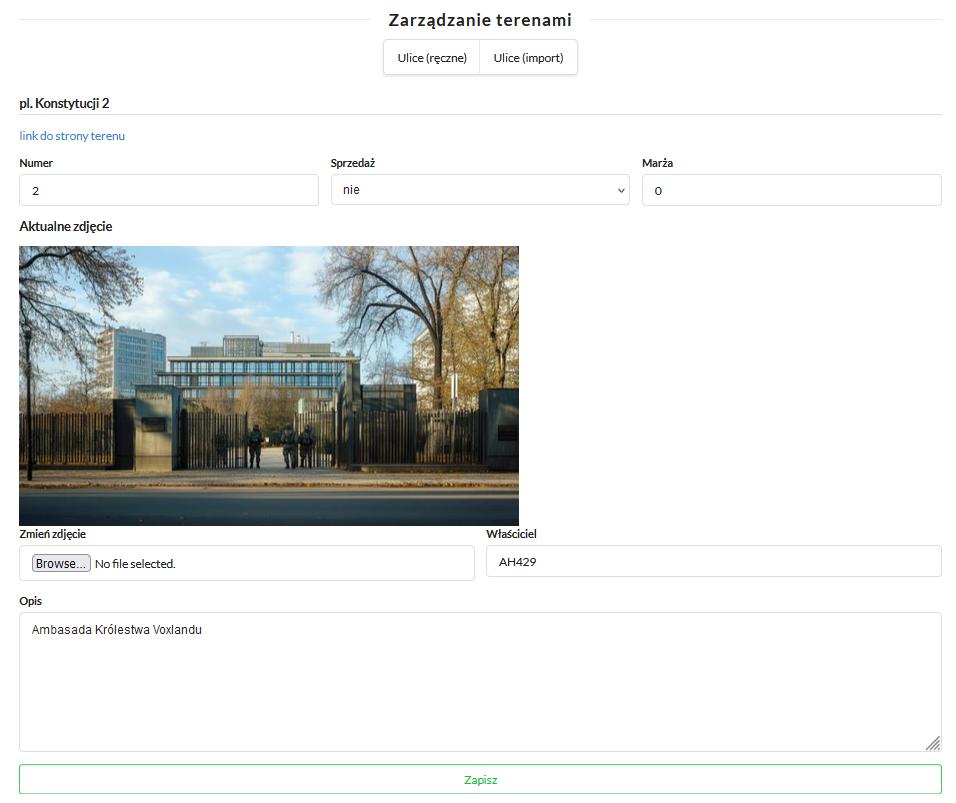 Zarządzanie terenami
Ulice (ręczne) Ulice (import)
pl. Konstytucji 2
link do strony terenu
Numer Sprzedaż Marża
2 nie 0
Aktualne zdjęcie
Zmień zdjęcie Właściciel
Browse... No file selected. AH429
Opis
Ambasada Królestwa Voxlandu
Zapisz